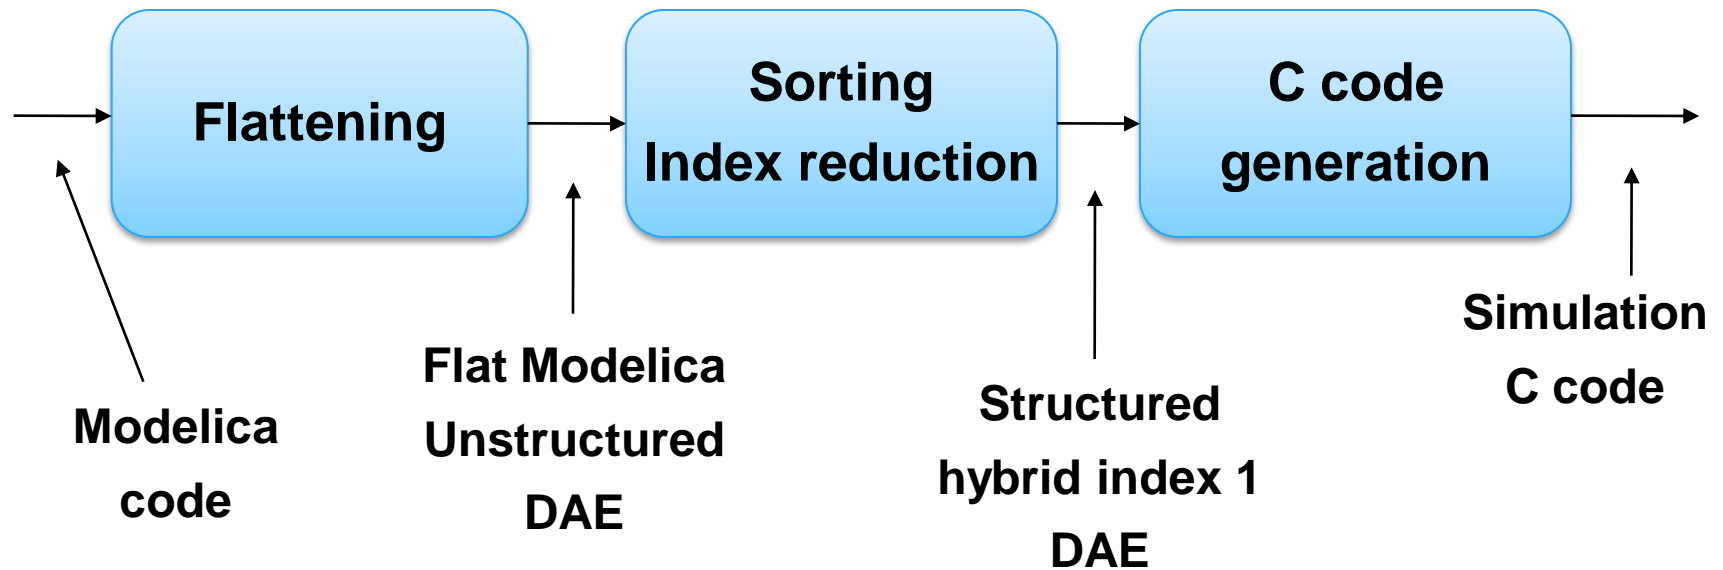 Flattening
Sorting
Index reduction
C code
generation
Modelica
code
Flat Modelica
Unstructured
DAE
Structured
hybrid index 1
DAE
Simulation
C code